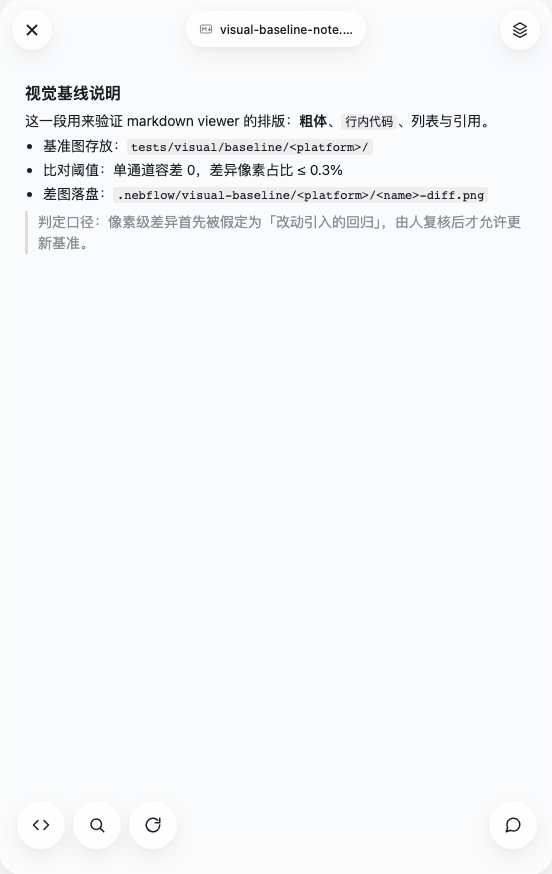 visual-baseline-note....
视觉基线说明
这一段用来验证 markdown viewer 的排版：粗体、行内代码、列表与引用。
• 基准图存放：tests/visual/baseline/<platform>/
• 比对阈值：单通道容差 0，差异像素占比 ≤ 0.3%
• 差图落盘：.nebflow/visual-baseline/<platform>/<name>-diff.png
判定口径：像素级差异首先被假定为「改动引入的回归」，由人复核后才允许更
新基准。